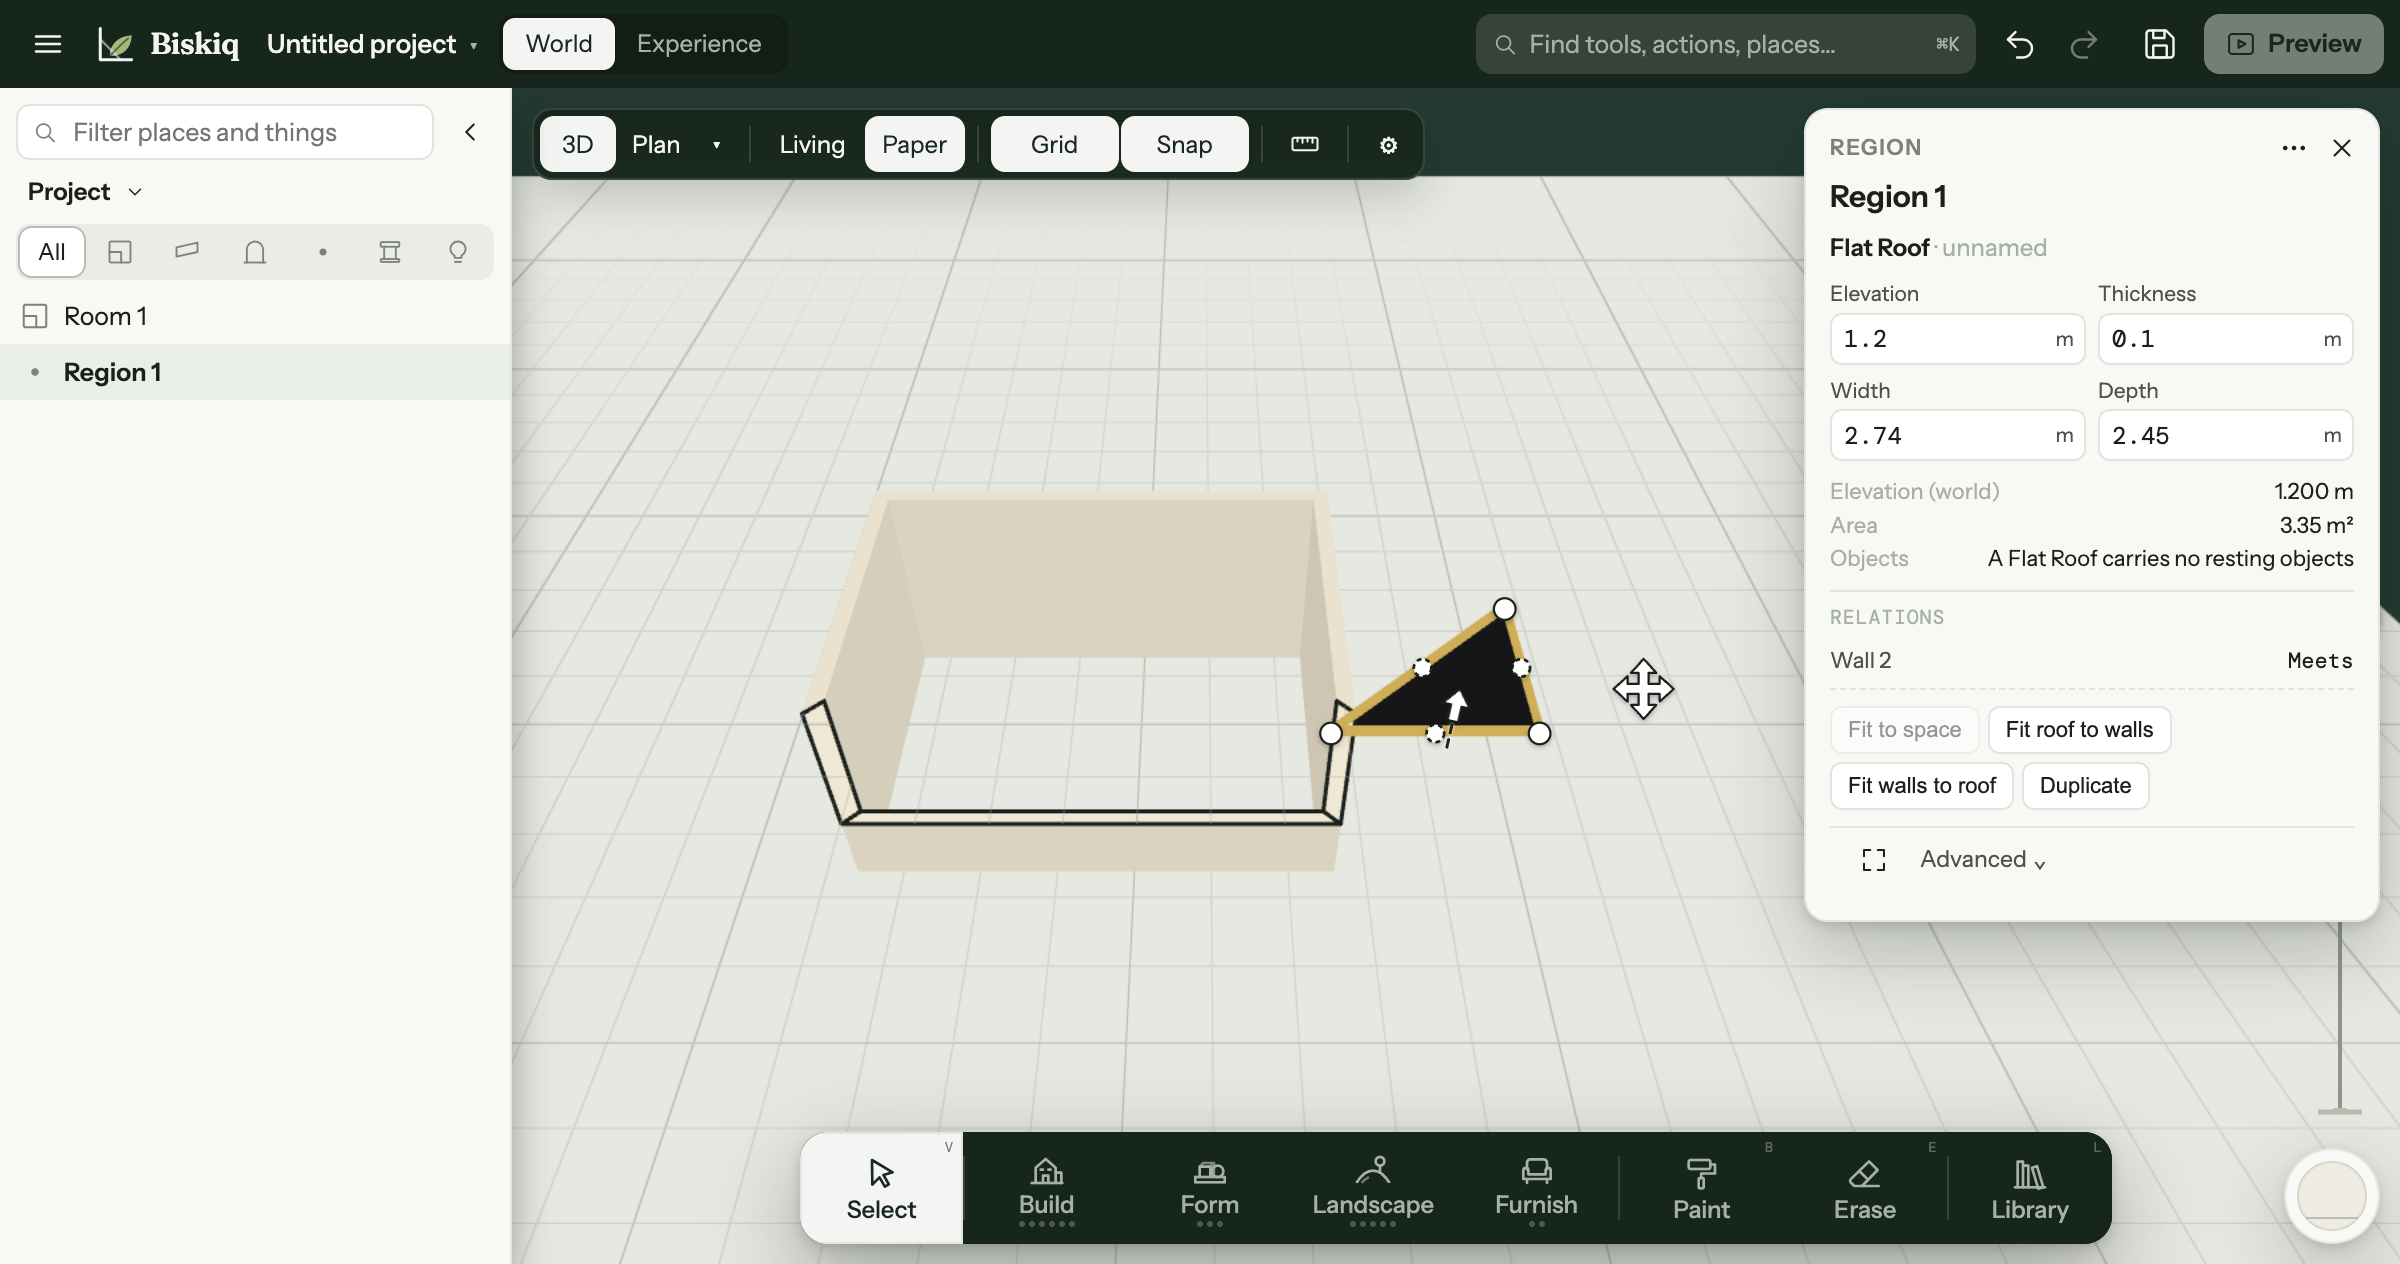 Biskiq
Untitled project
World
Experience
Find tools, actions, places...
⌘K
Preview
Filter places and things
Project
All
Room 1
Region 1
3D
Plan
Living
Paper
Grid
Snap
REGION
Region 1
Flat Roof · unnamed
Elevation
Thickness
1.2 m
0.1 m
Width
Depth
2.74 m
2.45 m
Elevation (world) 1.200 m
Area 3.35 m²
Objects A Flat Roof carries no resting objects
RELATIONS
Wall 2 Meets
Fit to space
Fit roof to walls
Fit walls to roof
Duplicate
Advanced
V
Select
Build
Form
Landscape
Furnish
B
Paint
E
Erase
L
Library